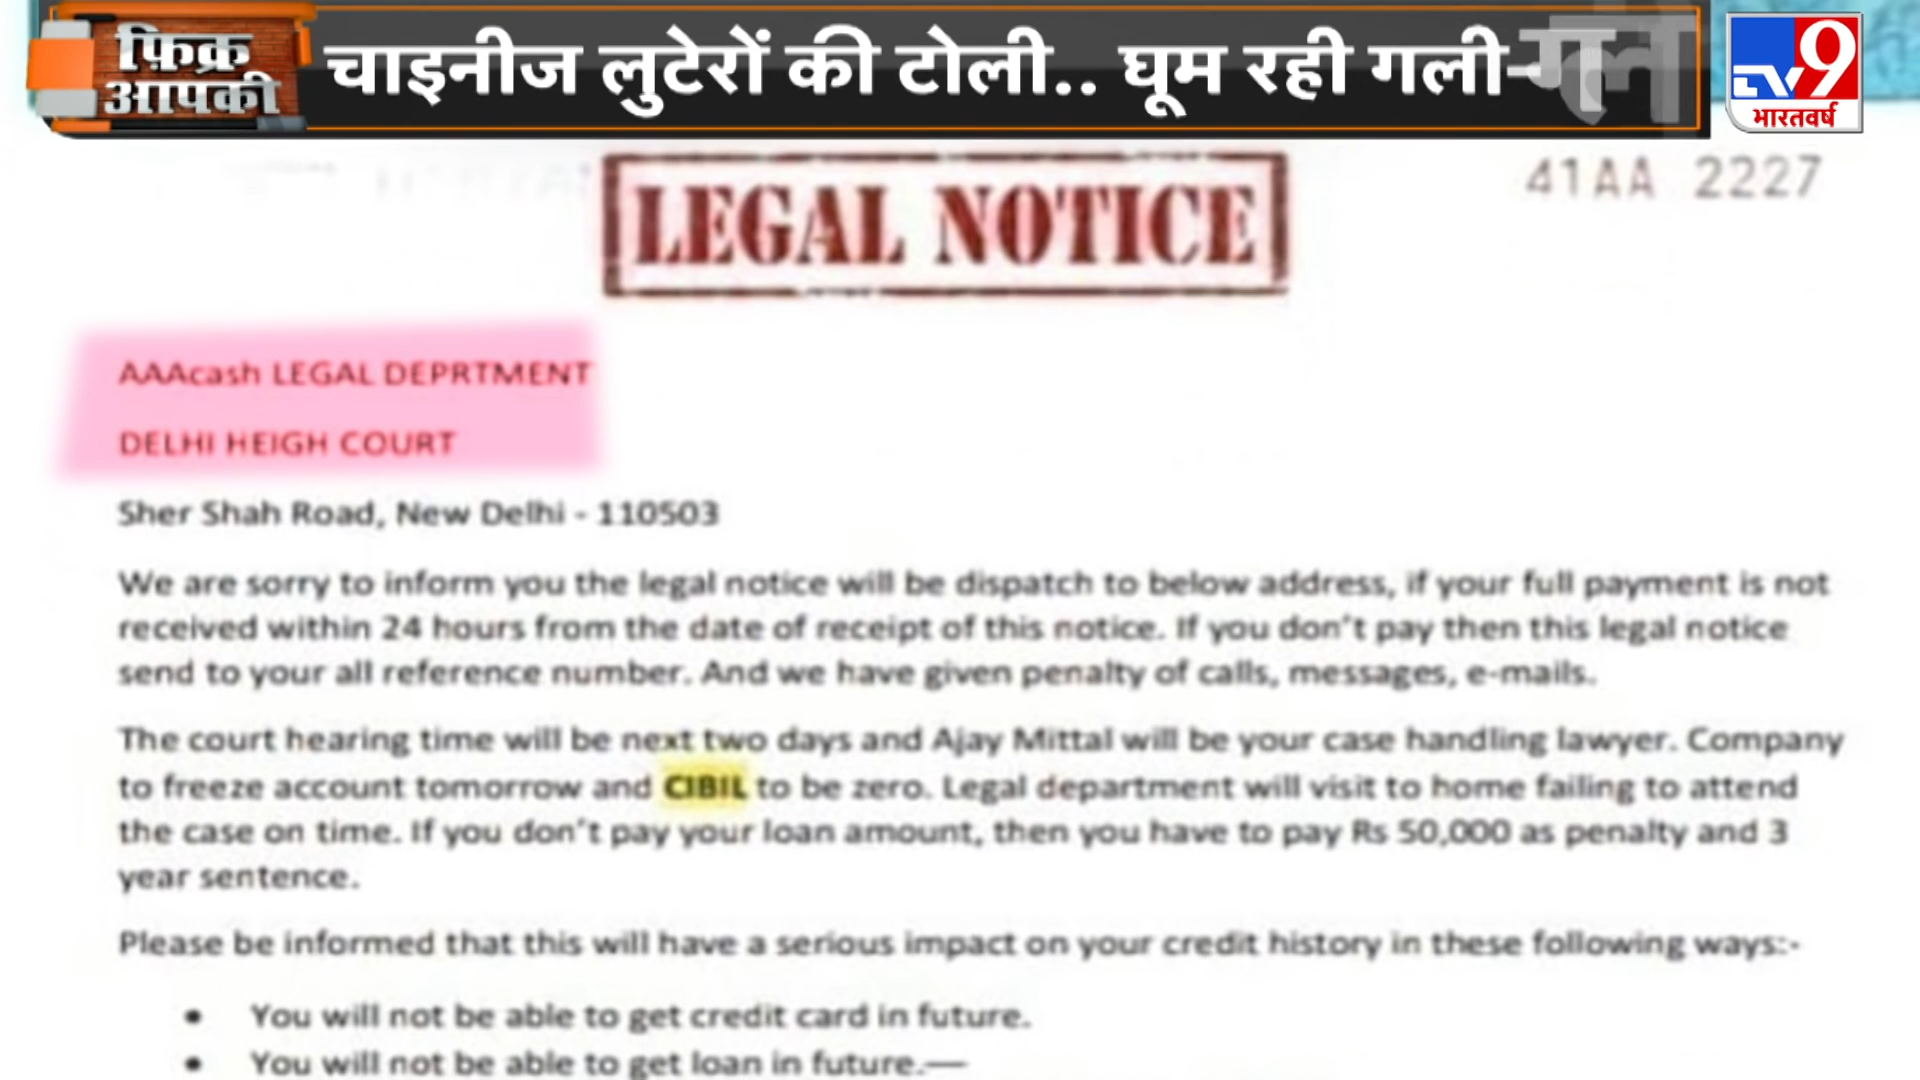 फ़िक्र
आपकी
चाइनीज लुटेरों की टोली.. घूम रही गली-
TV9
भारतवर्ष
LEGAL NOTICE
41AA 2227
AAAcash LEGAL DEPRTMENT
DELHI HEIGH COURT
Sher Shah Road, New Delhi - 110503
We are sorry to inform you the legal notice will be dispatch to below address, if your full payment is not
received within 24 hours from the date of receipt of this notice. If you don't pay then this legal notice
send to your all reference number. And we have given penalty of calls, messages, e-mails.
The court hearing time will be next two days and Ajay Mittal will be your case handling lawyer. Company
to freeze account tomorrow and CIBIL to be zero. Legal department will visit to home failing to attend
the case on time. If you don't pay your loan amount, then you have to pay Rs 50,000 as penalty and 3
year sentence.
Please be informed that this will have a serious impact on your credit history in these following ways:-
• You will not be able to get credit card in future.
• You will not be able to get loan in future.—